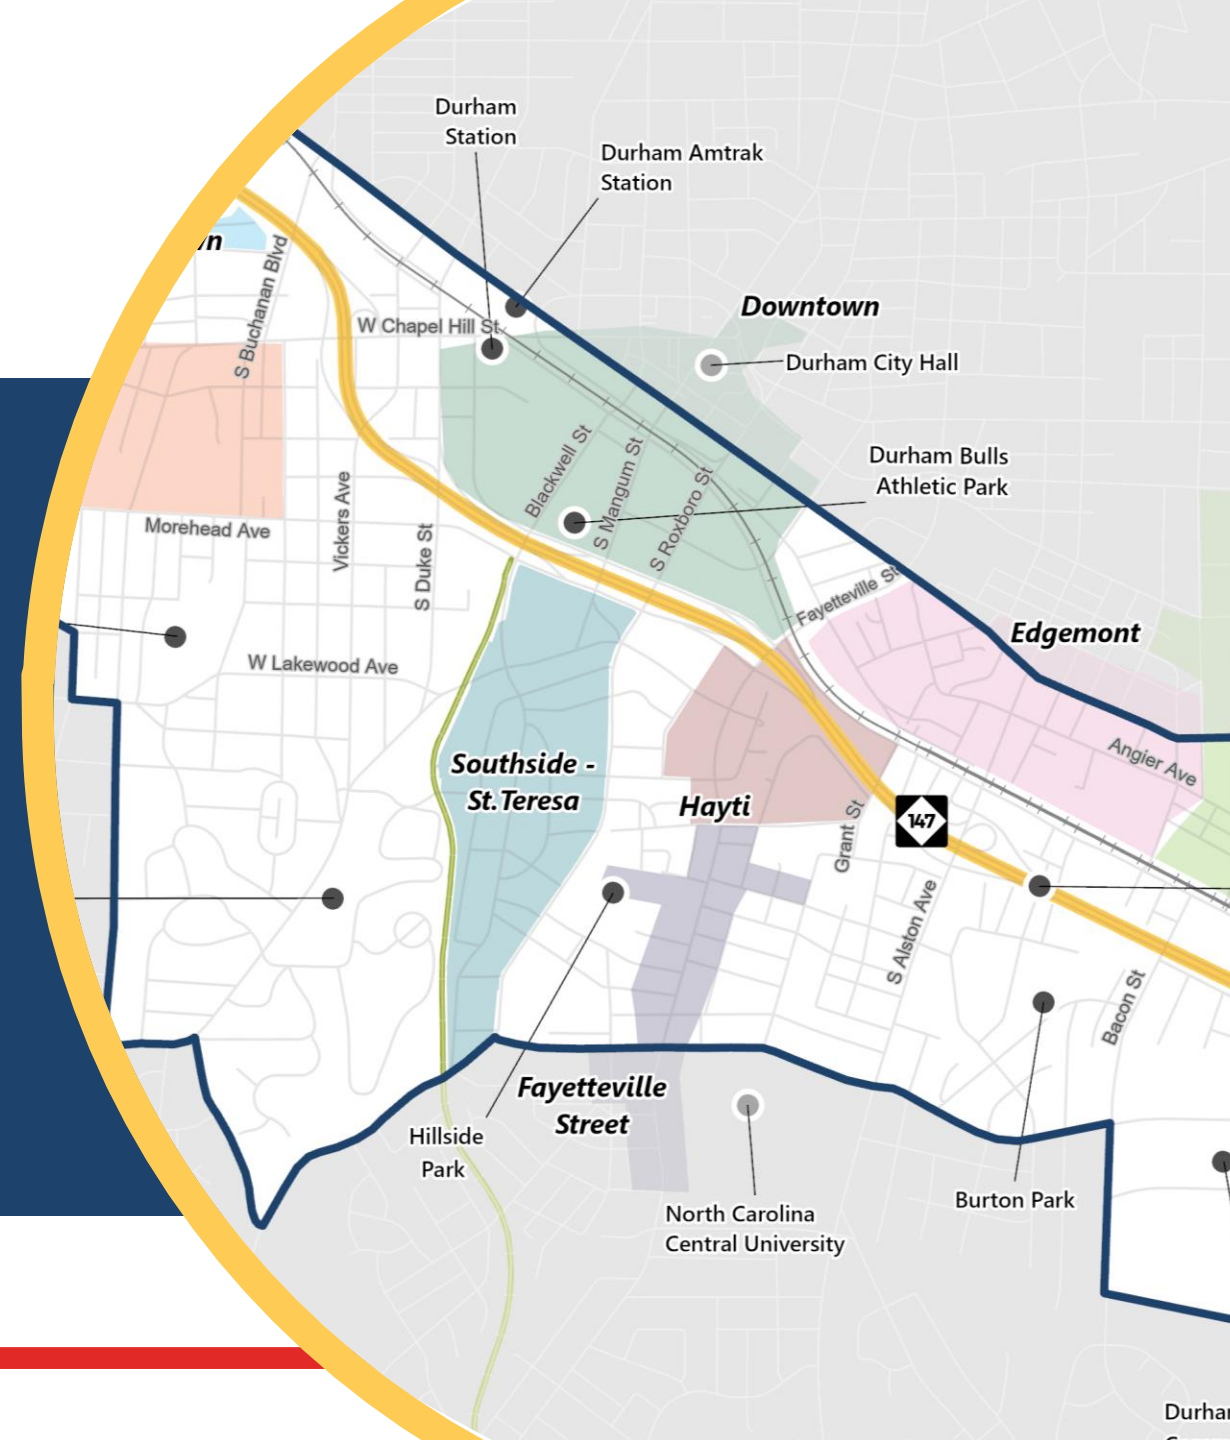 Durham
Station
Durham Amtrak
Station
Downtown
W Chapel Hill St
S Buchanan Blvd
Durham City Hall
Durham Bulls
Athletic Park
Blackwell St
S Mangum St
S Roxboro St
Morehead Ave
Vickers Ave
S Duke St
Fayetteville St
Edgemont
W Lakewood Ave
Angier Ave
Southside -
St.Teresa
Hayti
147
Grant St
S Alston Ave
Bacon St
Fayetteville
Street
Hillside
Park
Burton Park
North Carolina
Central University